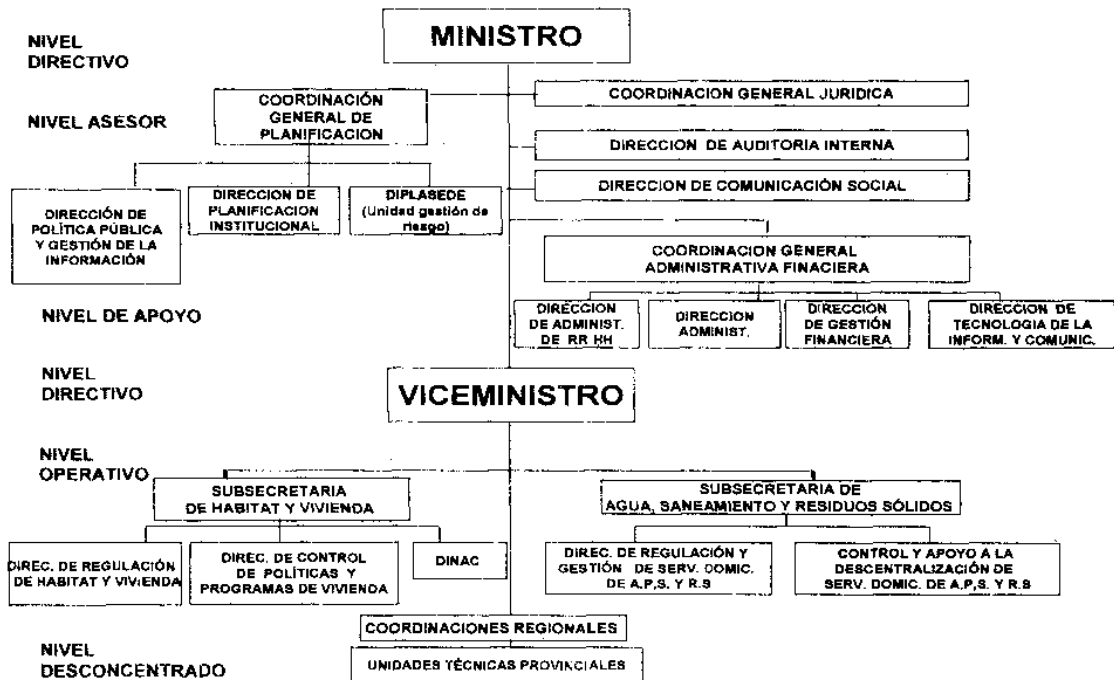 MINISTRO
NIVEL
DIRECTIVO
COORDINACIÓN
GENERAL DE
PLANIFICACION
COORDINACION GENERAL JURIDICA
NIVEL ASESOR
DIRECCION DE AUDITORIA INTERNA
DIRECCION DE COMUNICACIÓN SOCIAL
DIRECCIÓN DE
POLÍTICA PÚBLICA
Y GESTIÓN DE LA
INFORMACIÓN
DIRECCION DE
PLANIFICACION
INSTITUCIONAL
DIPLASEDE
(Unidad gestión de
riesgo)
COORDINACION GENERAL
ADMINISTRATIVA FINACIERA
NIVEL DE APOYO
DIRECCION
DE ADMINIST.
DE RR HH
DIRECCION
ADMINIST.
DIRECCION
DE GESTIÓN
FINANCIERA
DIRECCION DE
TECNOLOGIA DE LA
INFORM. Y COMUNIC.
NIVEL
DIRECTIVO
VICEMINISTRO
NIVEL
OPERATIVO
SUBSECRETARIA
DE HABITAT Y VIVIENDA
SUBSECRETARIA DE
AGUA, SANEAMIENTO Y RESIDUOS SÓLIDOS
DIREC. DE REGULACIÓN
DE HABITAT Y VIVIENDA
DIREC. DE CONTROL
DE POLÍTICAS Y
PROGRAMAS DE VIVIENDA
DINAC
DIREC. DE REGULACIÓN Y
GESTIÓN DE SERV. DOMIC.
DE A.P,S. Y R.S
CONTROL Y APOYO A LA
DESCENTRALIZACIÓN DE
SERV. DOMIC. DE A.P,S. Y R.S
COORDINACIONES REGIONALES
UNIDADES TÉCNICAS PROVINCIALES
NIVEL
DESCONCENTRADO